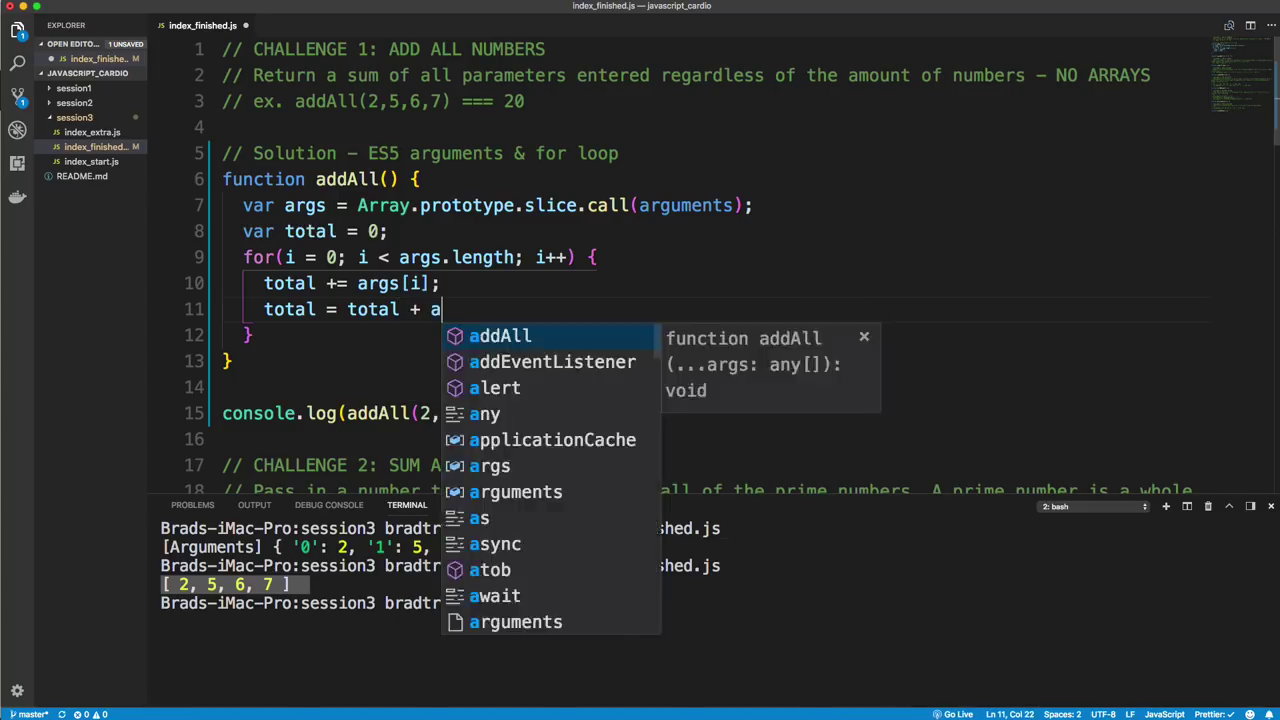 index_finished.js — javascript_cardio
EXPLORER
OPEN EDITO... 1 UNSAVED
index_finishe... M
JAVASCRIPT_CARDIO
session1
session2
session3
JS index_extra.js
JS index_finished... M
JS index_start.js
README.md
1
1
JS index_finished.js
1 // CHALLENGE 1: ADD ALL NUMBERS
2 // Return a sum of all parameters entered regardless of the amount of numbers – NO ARRAYS
3 // ex. addAll(2,5,6,7) === 20
4
5 // Solution – ES5 arguments & for loop
6 function addAll() {
7 var args = Array.prototype.slice.call(arguments);
8 var total = 0;
9 for(i = 0; i < args.length; i++) {
10 total += args[i];
11 total = total + a
12 }
13 }
14
15 console.log(addAll(2,
16
17 // CHALLENGE 2: SUM A
18 // Pass in a number t all of the prime numbers. A prime number is a whole
addAll
addEventListener
alert
any
applicationCache
args
arguments
as
async
atob
await
arguments
function addAll
(...args: any[]):
void
PROBLEMS OUTPUT DEBUG CONSOLE TERMINAL 2: bash
Brads-iMac-Pro:session3 bradtr shed.js
[Arguments] { '0': 2, '1': 5,
Brads-iMac-Pro:session3 bradtr shed.js
[ 2, 5, 6, 7 ]
Brads-iMac-Pro:session3 bradtr
master* 0 0 Go Live Ln 11, Col 22 Spaces: 2 UTF-8 LF JavaScript Prettier: ✓